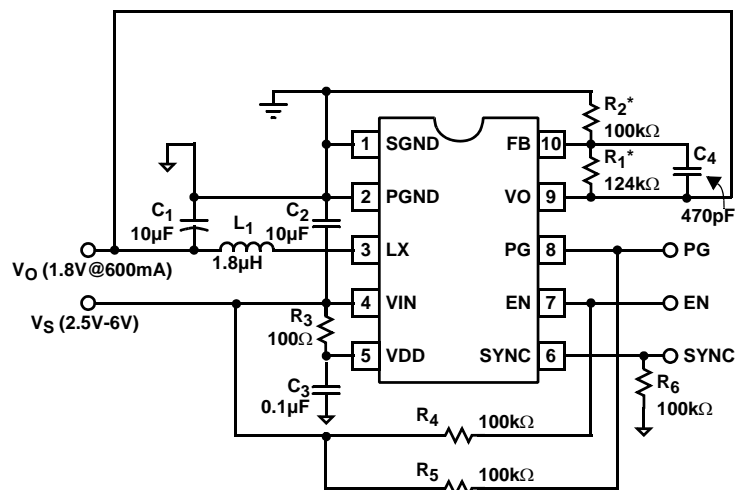 R2*
100kΩ
1 SGND FB 10
R1*
124kΩ
C4
470pF
2 PGND VO 9
C1
10µF
L1
1.8µH
C2
10µF
3 LX PG 8
PG
VO (1.8V@600mA)
4 VIN EN 7
EN
VS (2.5V-6V)
R3
100Ω
5 VDD SYNC 6
SYNC
C3
0.1µF
R6
100kΩ
R4 100kΩ
R5 100kΩ